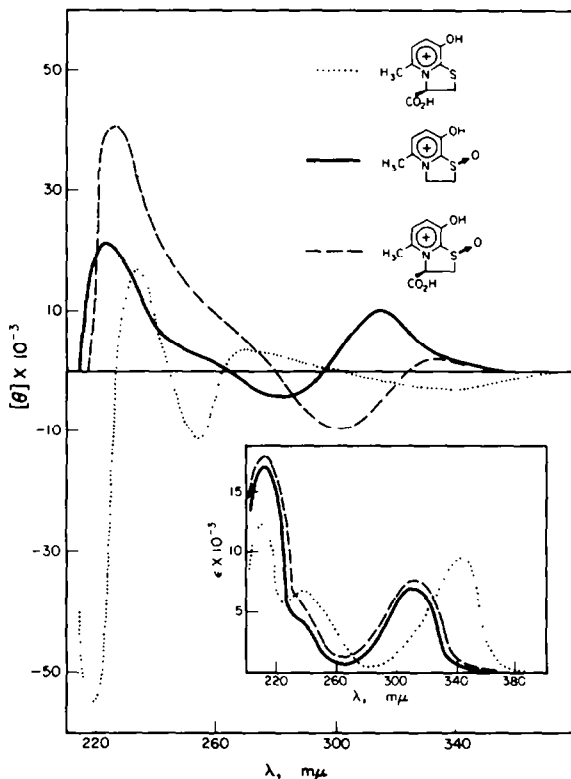 60
30
10
-10
-30
-50
[θ] X 10⁻³
220
260
300
340
λ, mμ
OH
H₃C
+
N
S
CO₂H
OH
H₃C
+
N
S
O
OH
H₃C
+
N
S
O
CO₂H
15
10
5
ϵ X 10⁻³
220
260
300
340
380
λ, mμ